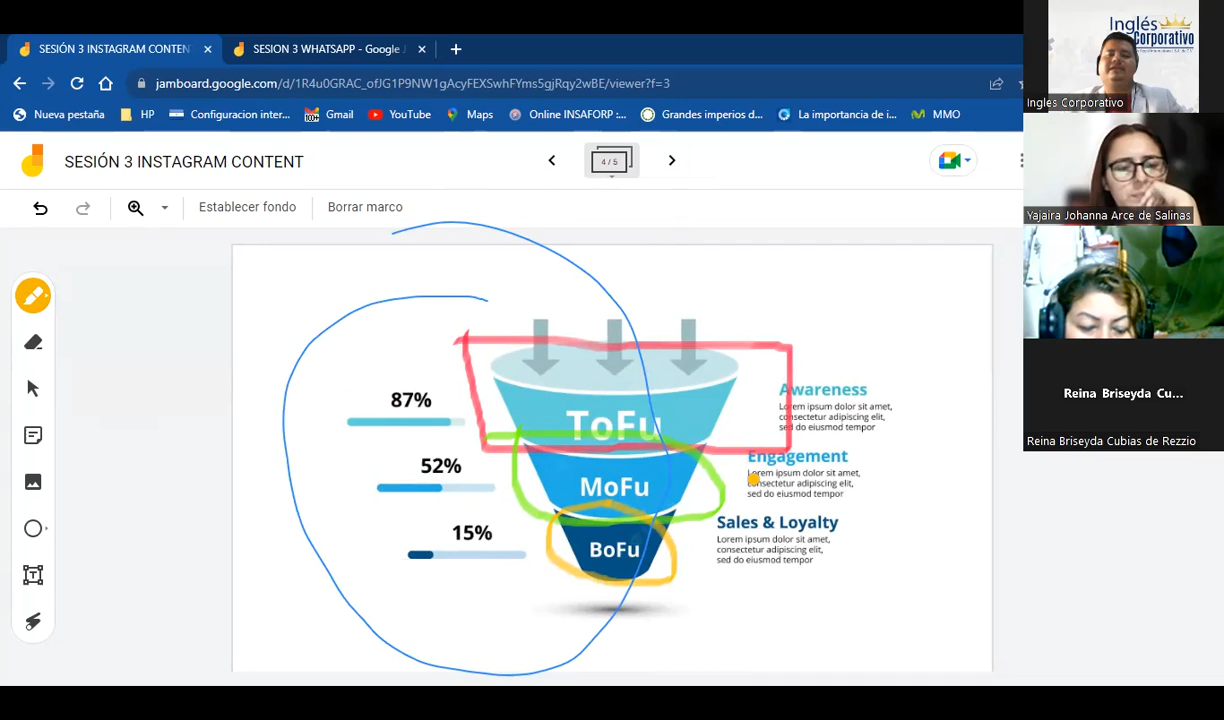 SESIÓN 3 INSTAGRAM CONTEN
SESION 3 WHATSAPP - Google J
jamboard.google.com/d/1R4u0GRAC_ofJG1P9NW1gAcyFEXSwhFYms5gjRqy2wBE/viewer?f=3
Nueva pestaña
HP
Configuracion inter...
Gmail
YouTube
Maps
Online INSAFORP :...
Grandes imperios d...
La importancia de i...
MMO
SESIÓN 3 INSTAGRAM CONTENT
4 / 5
Establecer fondo
Borrar marco
87%
ToFu
Awareness
Lorem ipsum dolor sit amet,
consectetur adipiscing elit,
sed do eiusmod tempor
52%
MoFu
Engagement
Lorem ipsum dolor sit amet,
consectetur adipiscing elit,
sed do eiusmod tempor
15%
BoFu
Sales & Loyalty
Lorem ipsum dolor sit amet,
consectetur adipiscing elit,
sed do eiusmod tempor
Inglés
Corporativo
Ingles Corporativo
Yajaira Johanna Arce de Salinas
Reina Briseyda Cu...
Reina Briseyda Cubias de Rezzio